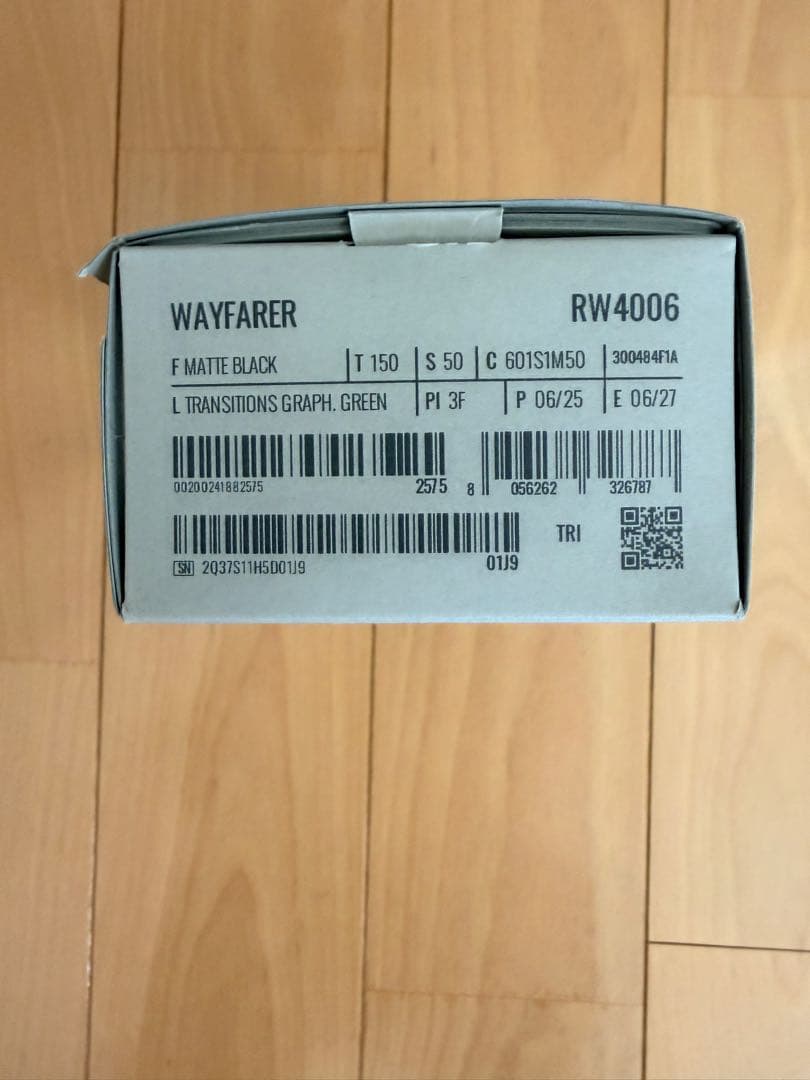 WAYFARER RW4006
F MATTE BLACK T 150 S 50 C 601S1M50 300484F1A
L TRANSITIONS GRAPH. GREEN PI 3F P 06/25 E 06/27
00200241882575 2575 8 056262 326787
SN 2Q37S11H5D01J9 01J9 TRI